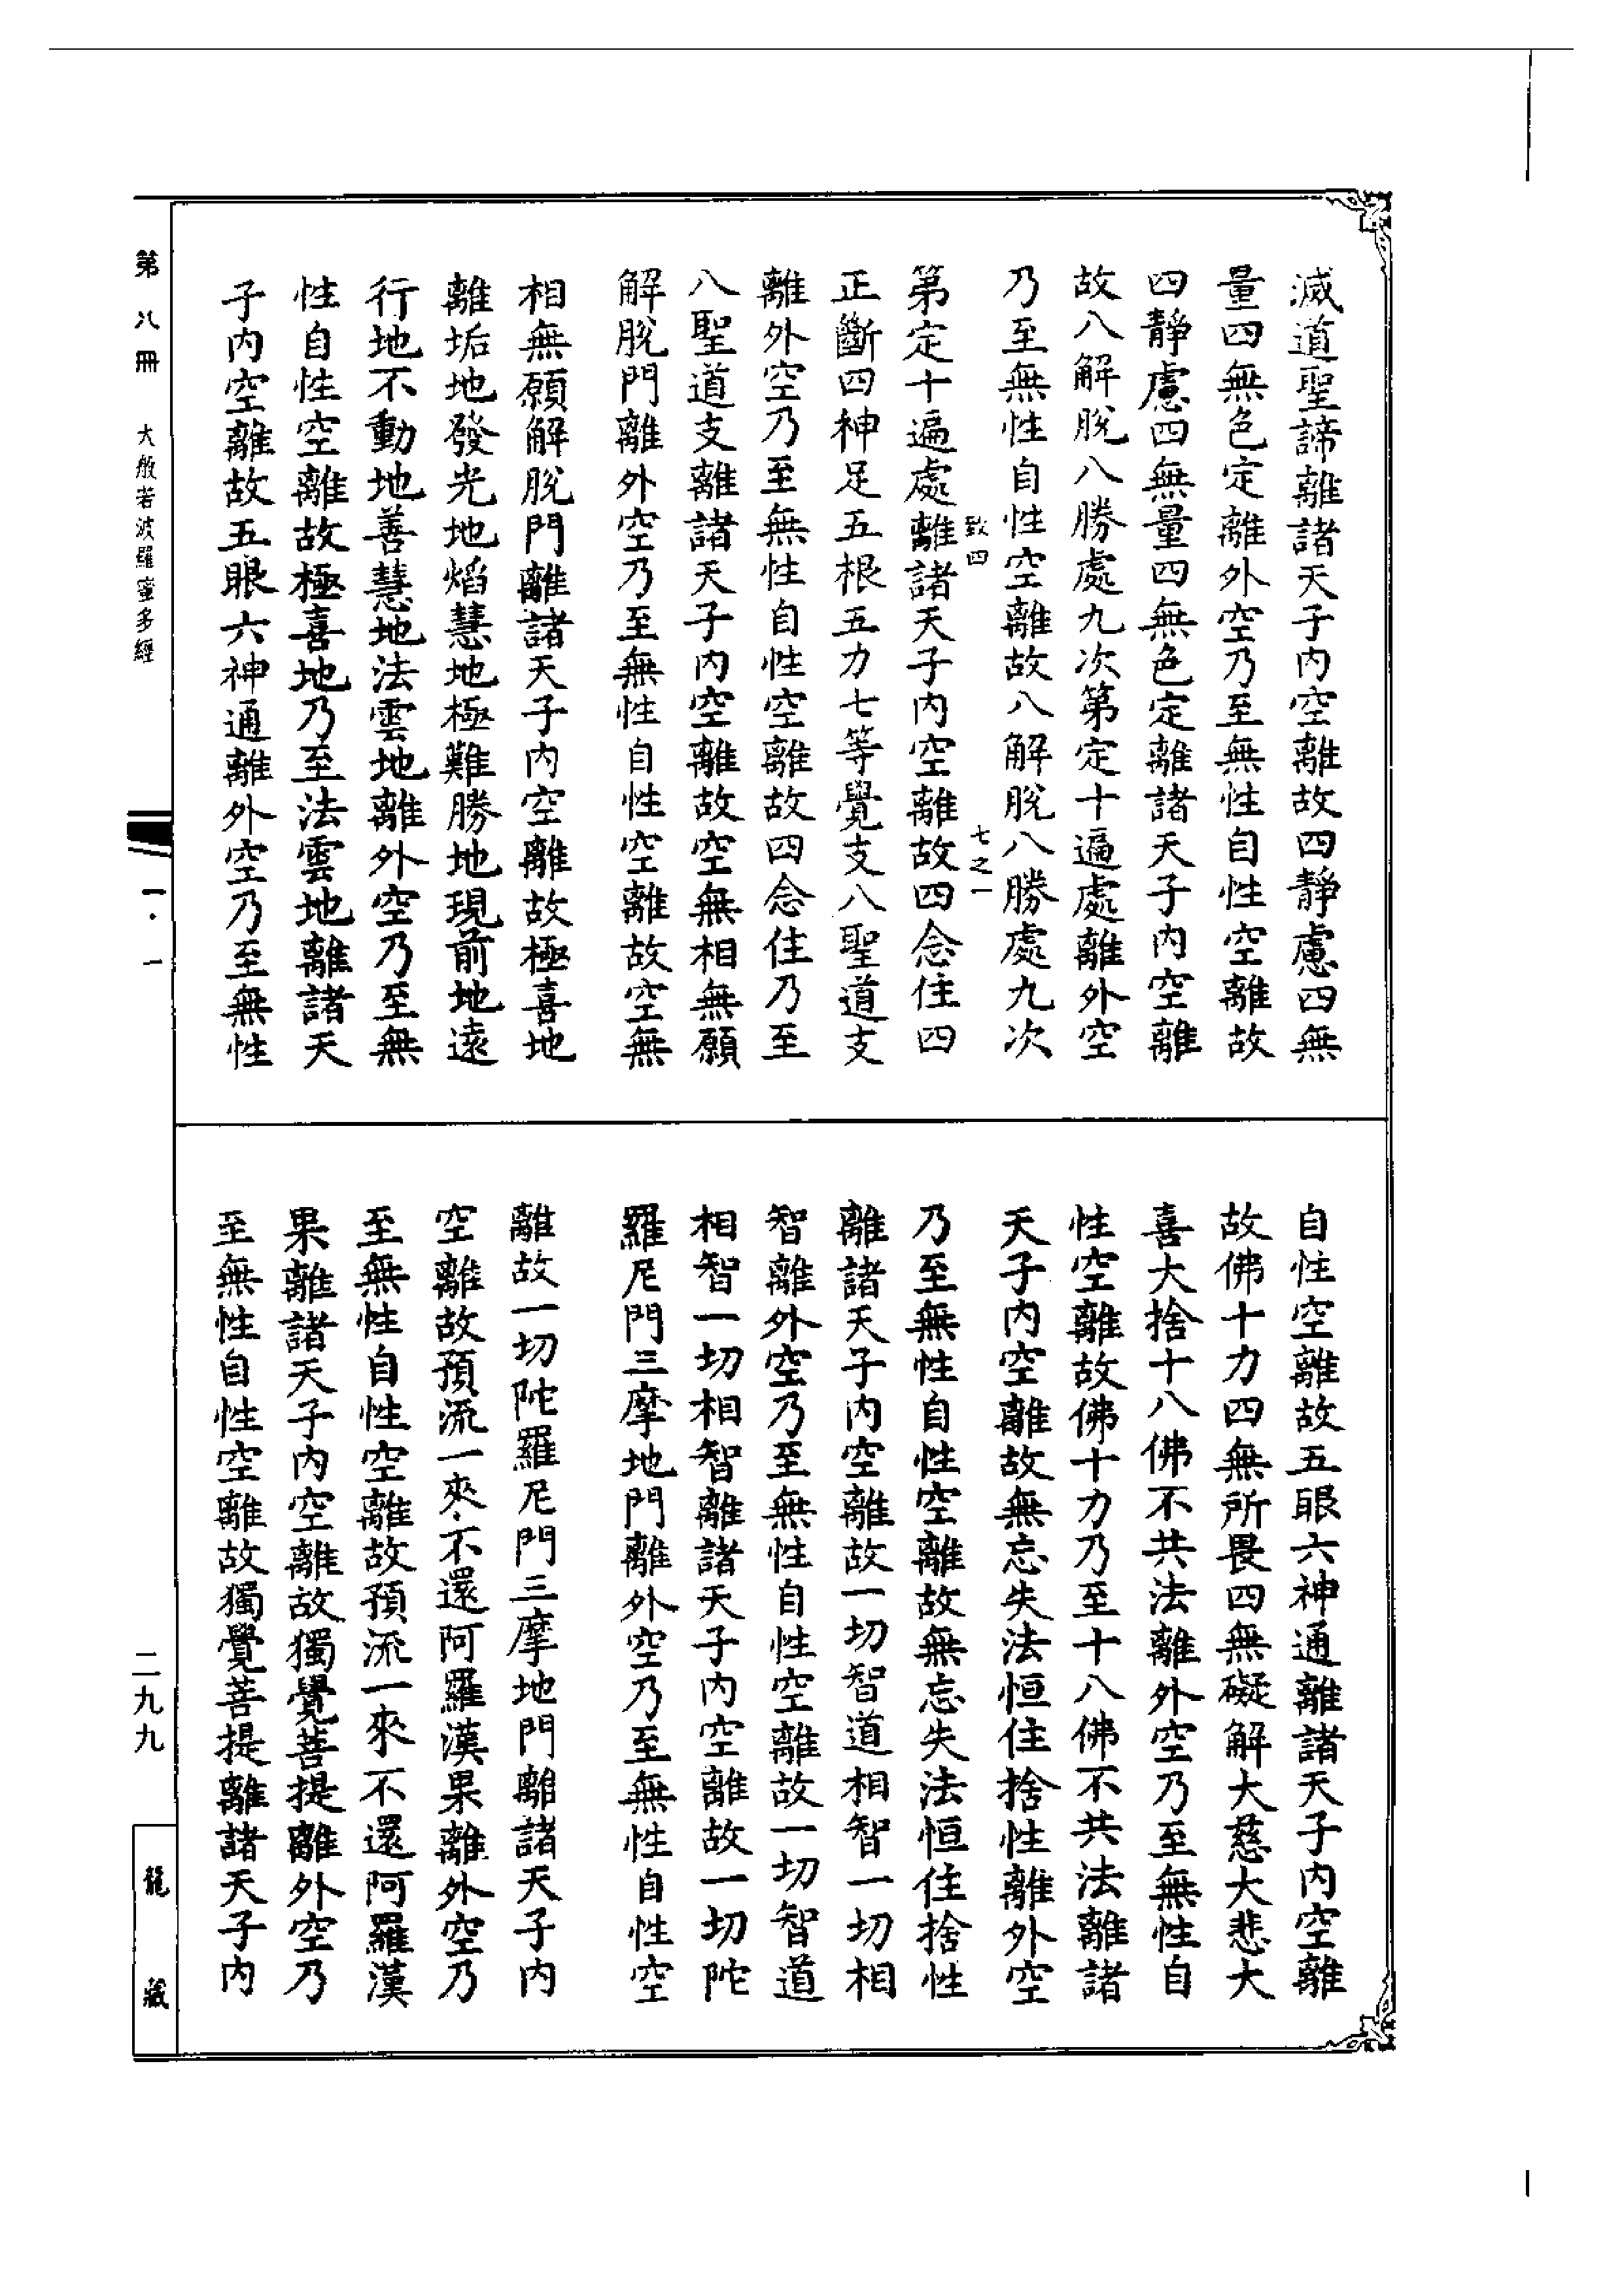 滅道聖諦離諸天子內空離故四靜慮四無
量四無色定離外空乃至無性自性空離故
四靜慮四無量四無色定離諸天子內空離
故八解脫八勝處九次第定十遍處離外空
乃至無性自性空離故八解脫八勝處九次
致四 七之一
第定十遍處離諸天子內空離故四念住四
正斷四神足五根五力七等覺支八聖道支
離外空乃至無性自性空離故四念住乃至
八聖道支離諸天子內空離故空無相無願
解脫門離外空乃至無性自性空離故空無
相無願解脫門離諸天子內空離故極喜地
離垢地發光地焰慧地極難勝地現前地遠
行地不動地善慧地法雲地離外空乃至無
性自性空離故極喜地乃至法雲地離諸天
子內空離故五眼六神通離外空乃至無性
自性空離故五眼六神通離諸天子內空離
故佛十力四無所畏四無礙解大慈大悲大
喜大捨十八佛不共法離外空乃至無性自
性空離故佛十力乃至十八佛不共法離諸
天子內空離故無忘失法恒住捨性離外空
乃至無性自性空離故無忘失法恒住捨性
離諸天子內空離故一切智道相智一切相
智離外空乃至無性自性空離故一切智道
相智一切相智離諸天子內空離故一切陀
羅尼門三摩地門離外空乃至無性自性空
離故一切陀羅尼門三摩地門離諸天子內
空離故預流一來不還阿羅漢果離外空乃
至無性自性空離故預流一來不還阿羅漢
果離諸天子內空離故獨覺菩提離外空乃
至無性自性空離故獨覺菩提離諸天子內
第八冊 大般若波羅蜜多經
一·一
二九九
龍藏